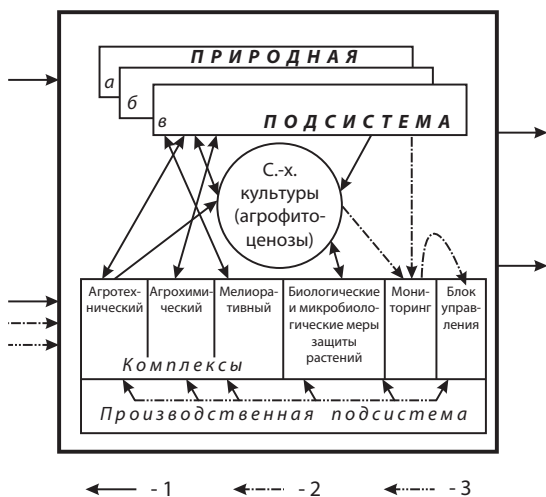 ПРИРОДНАЯ
а
б
в
ПОДСИСТЕМА
С.-х.
культуры
(агрофито-
ценозы)
Агротех-
нический
Агрохими-
ческий
Мелиора-
тивный
Биологические
и микробиоло-
гические меры
защиты
растений
Мони-
торинг
Блок
управ-
ления
Комплексы
Производственная подсистема
- 1
- 2
- 3